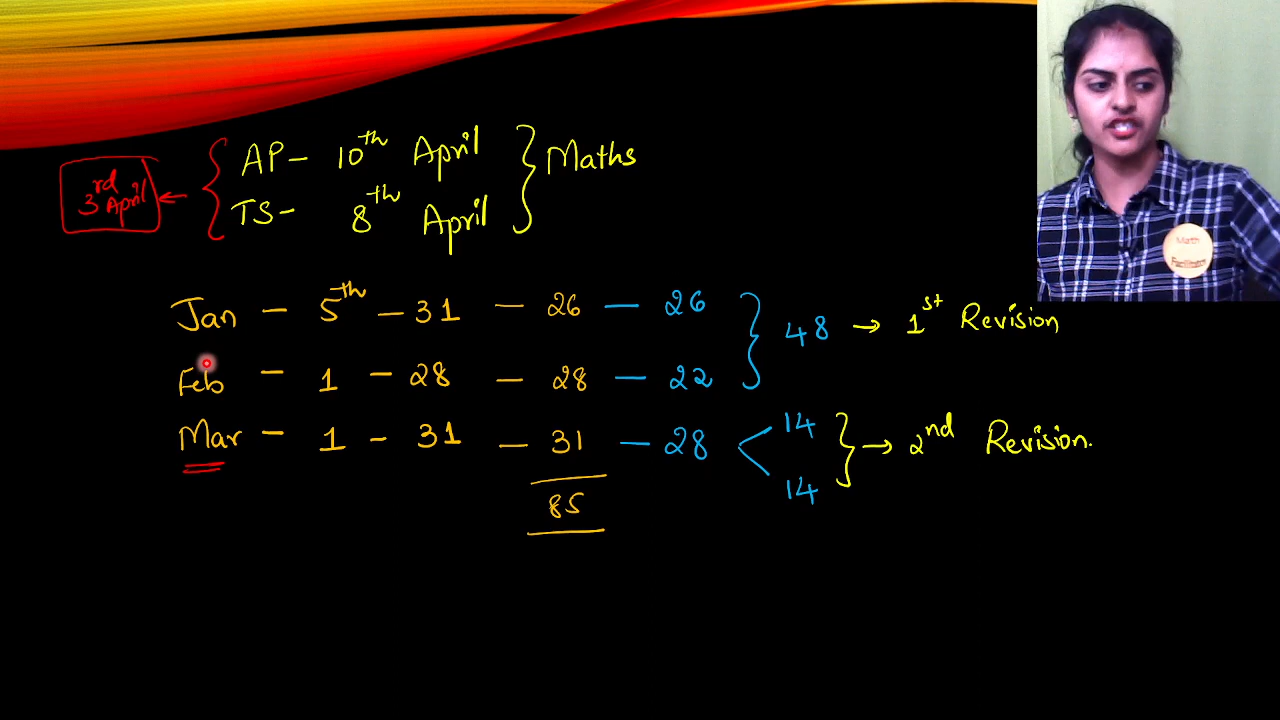 AP - 10th April } Maths
3rd April ← { TS - 8th April
Jan - 5th - 31 - 26 - 26
Feb - 1 - 28 - 28 - 22 } 48 → 1st Revision
Mar - 1 - 31 - 31 - 28 < 14 14 } → 2nd Revision.
85
Math